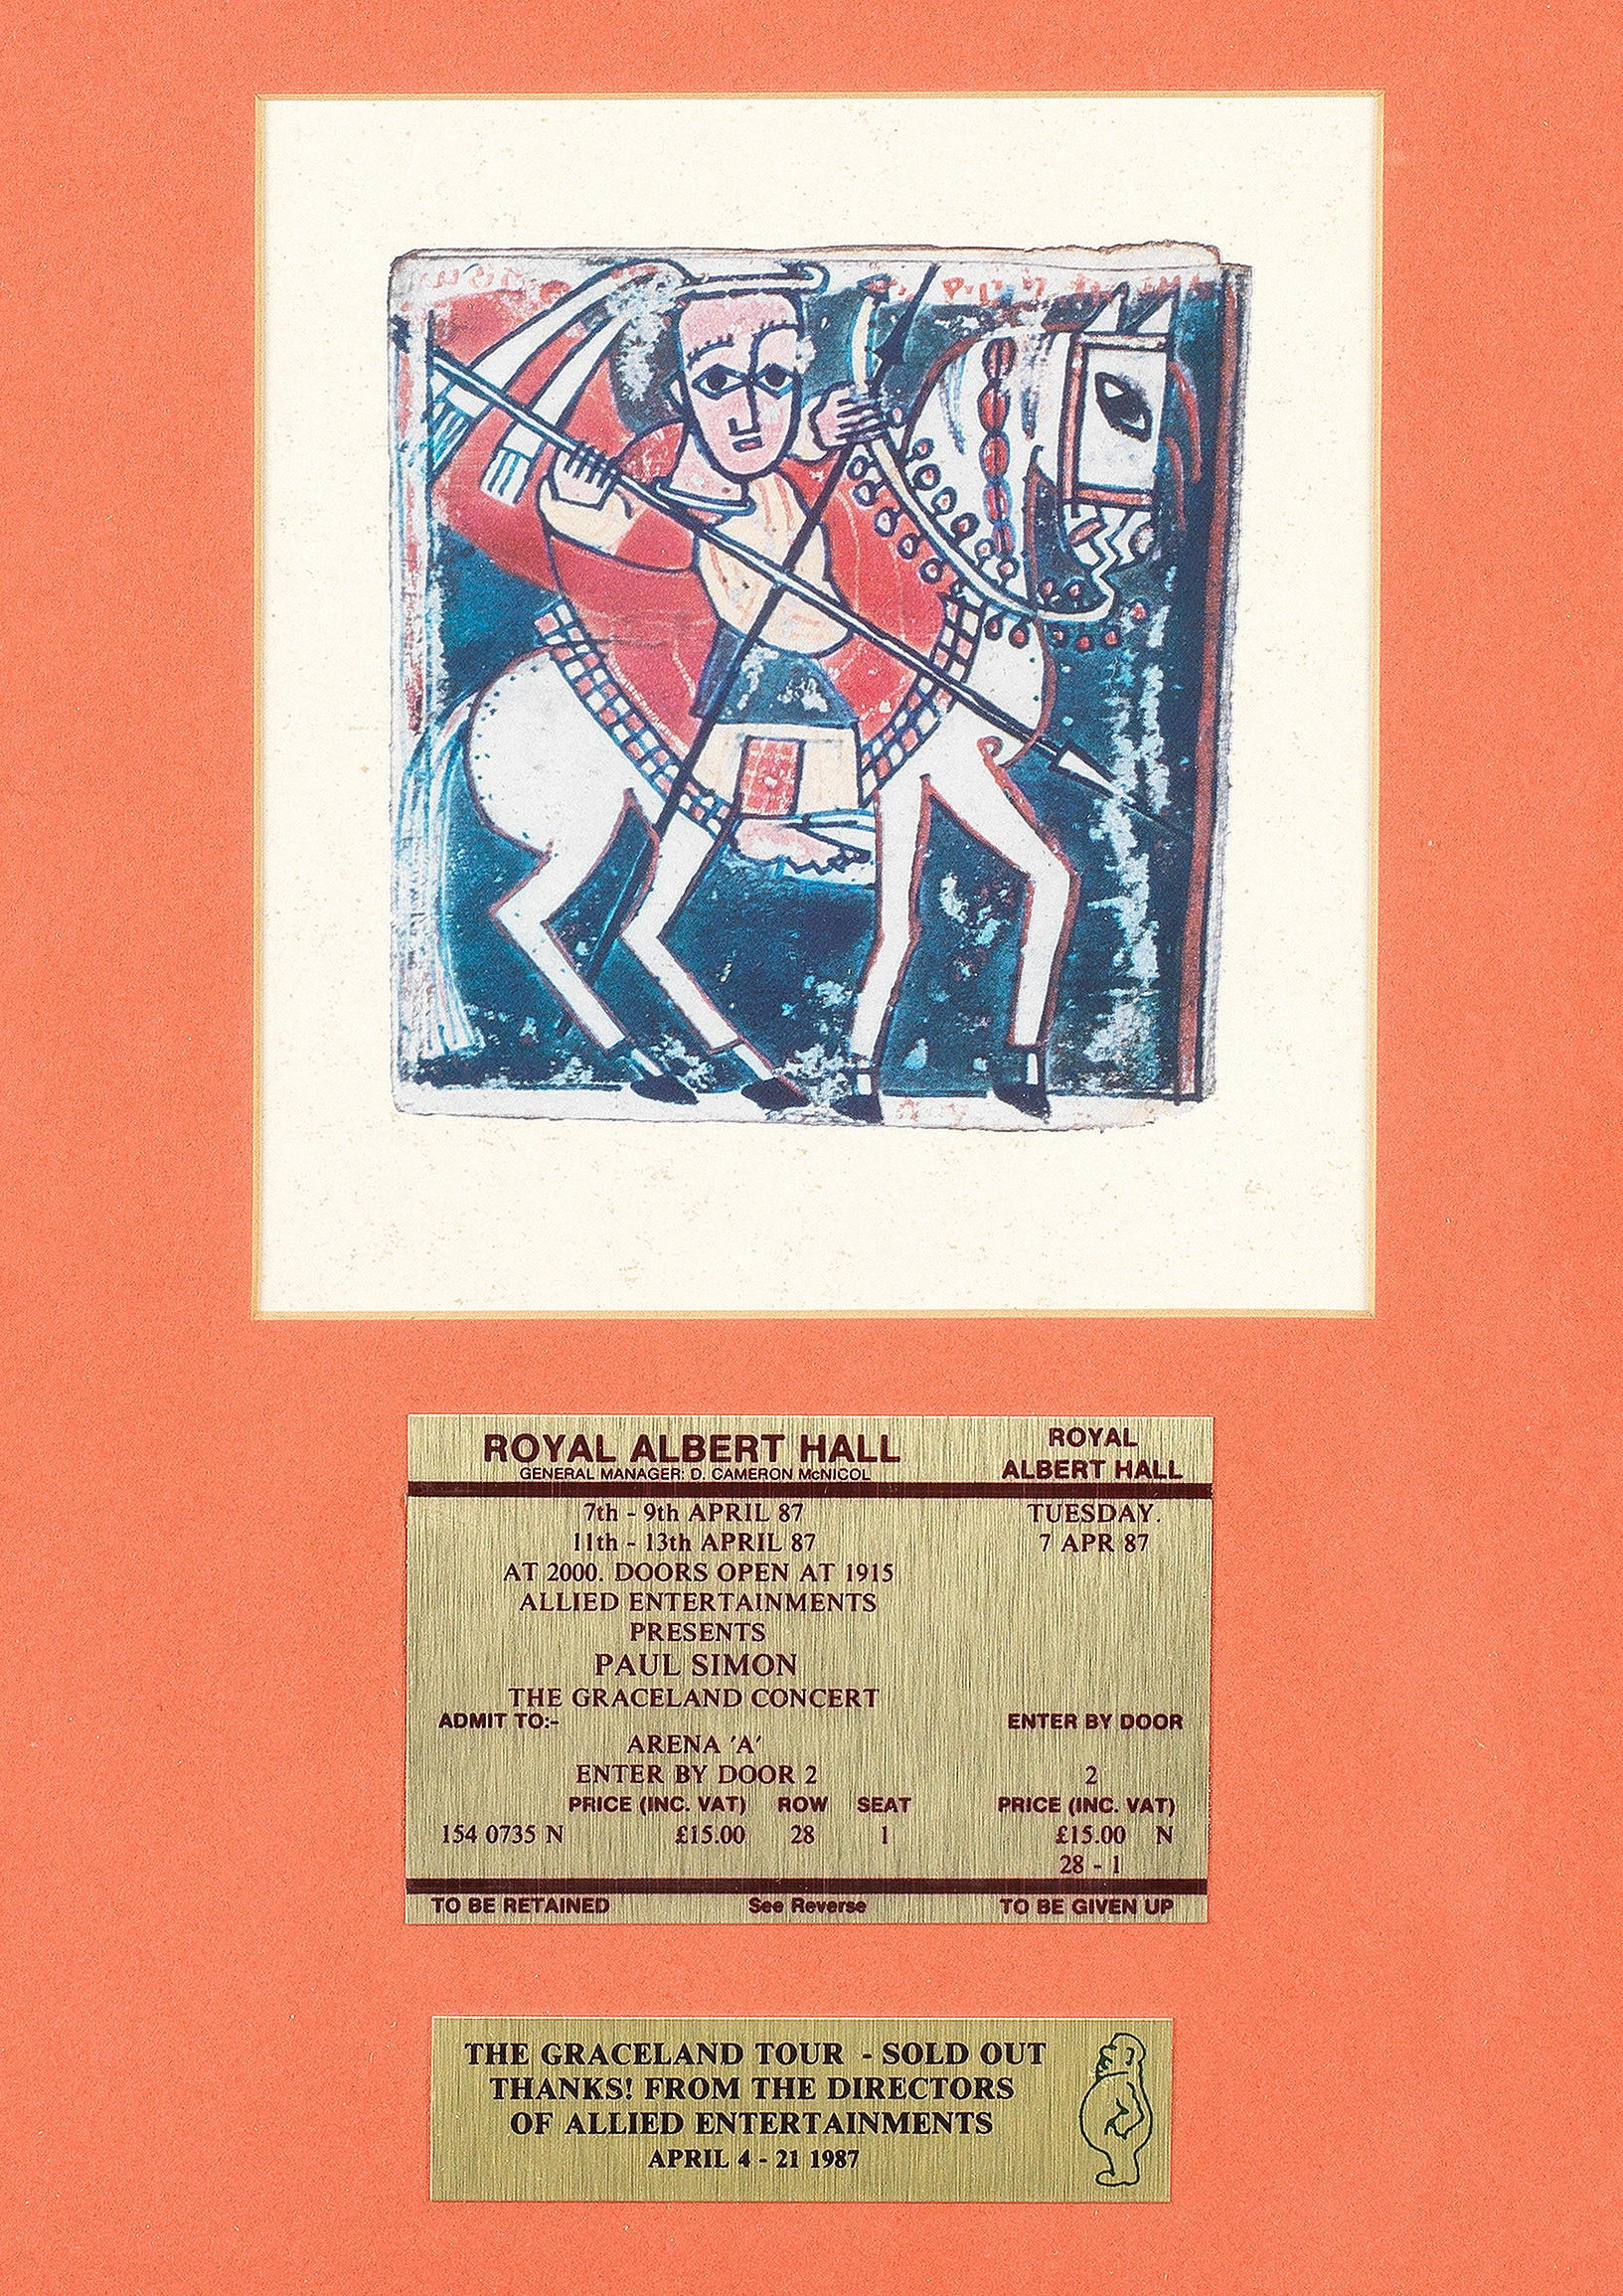 ROYAL ALBERT HALL
GENERAL MANAGER: D. CAMERON McNICOL
7th - 9th APRIL 87
11th - 13th APRIL 87
AT 2000. DOORS OPEN AT 1915
ALLIED ENTERTAINMENTS
PRESENTS
PAUL SIMON
THE GRACELAND CONCERT
ADMIT TO:-
ARENA 'A'
ENTER BY DOOR 2
PRICE (INC. VAT) ROW SEAT
154 0735 N £15.00 28 1
TO BE RETAINED See Reverse
ROYAL
ALBERT HALL
TUESDAY.
7 APR 87
ENTER BY DOOR
2
PRICE (INC. VAT)
£15.00 N
28 - 1
TO BE GIVEN UP
THE GRACELAND TOUR - SOLD OUT
THANKS! FROM THE DIRECTORS
OF ALLIED ENTERTAINMENTS
APRIL 4 - 21 1987